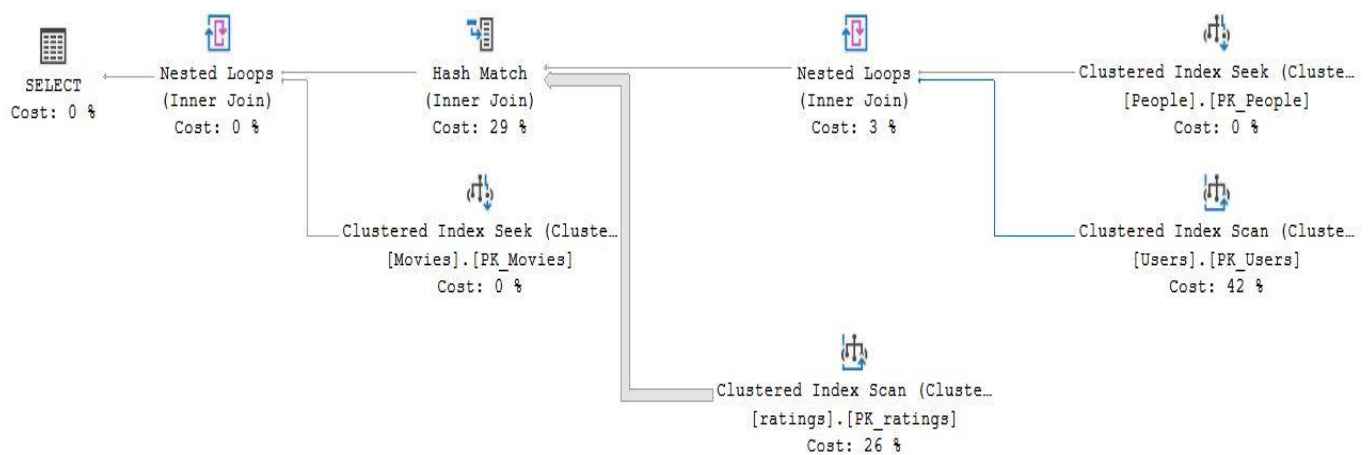 SELECT
Cost: 0 %
Nested Loops
(Inner Join)
Cost: 0 %
Hash Match
(Inner Join)
Cost: 29 %
Nested Loops
(Inner Join)
Cost: 3 %
Clustered Index Seek (Cluste…
[People].[PK_People]
Cost: 0 %
Clustered Index Seek (Cluste…
[Movies].[PK_Movies]
Cost: 0 %
Clustered Index Scan (Cluste…
[Users].[PK_Users]
Cost: 42 %
Clustered Index Scan (Cluste…
[ratings].[PK_ratings]
Cost: 26 %